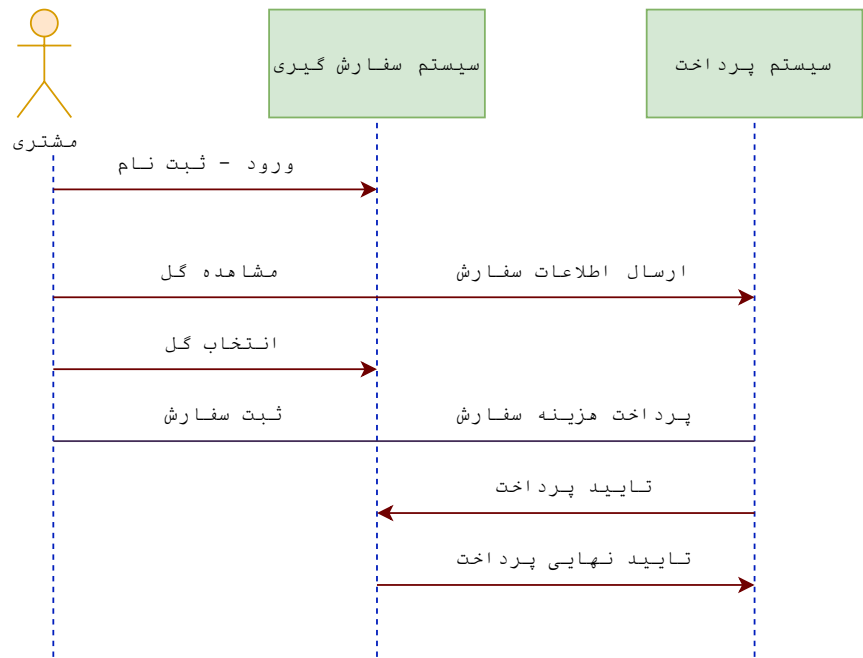 سیستم پرداخت
سیستم سفارش گیری
مشتری
ورود - ثبت نام
مشاهده گل
ارسال اطلاعات سفارش
انتخاب گل
ثبت سفارش
پرداخت هزینه سفارش
تایید پرداخت
تایید نهایی پرداخت